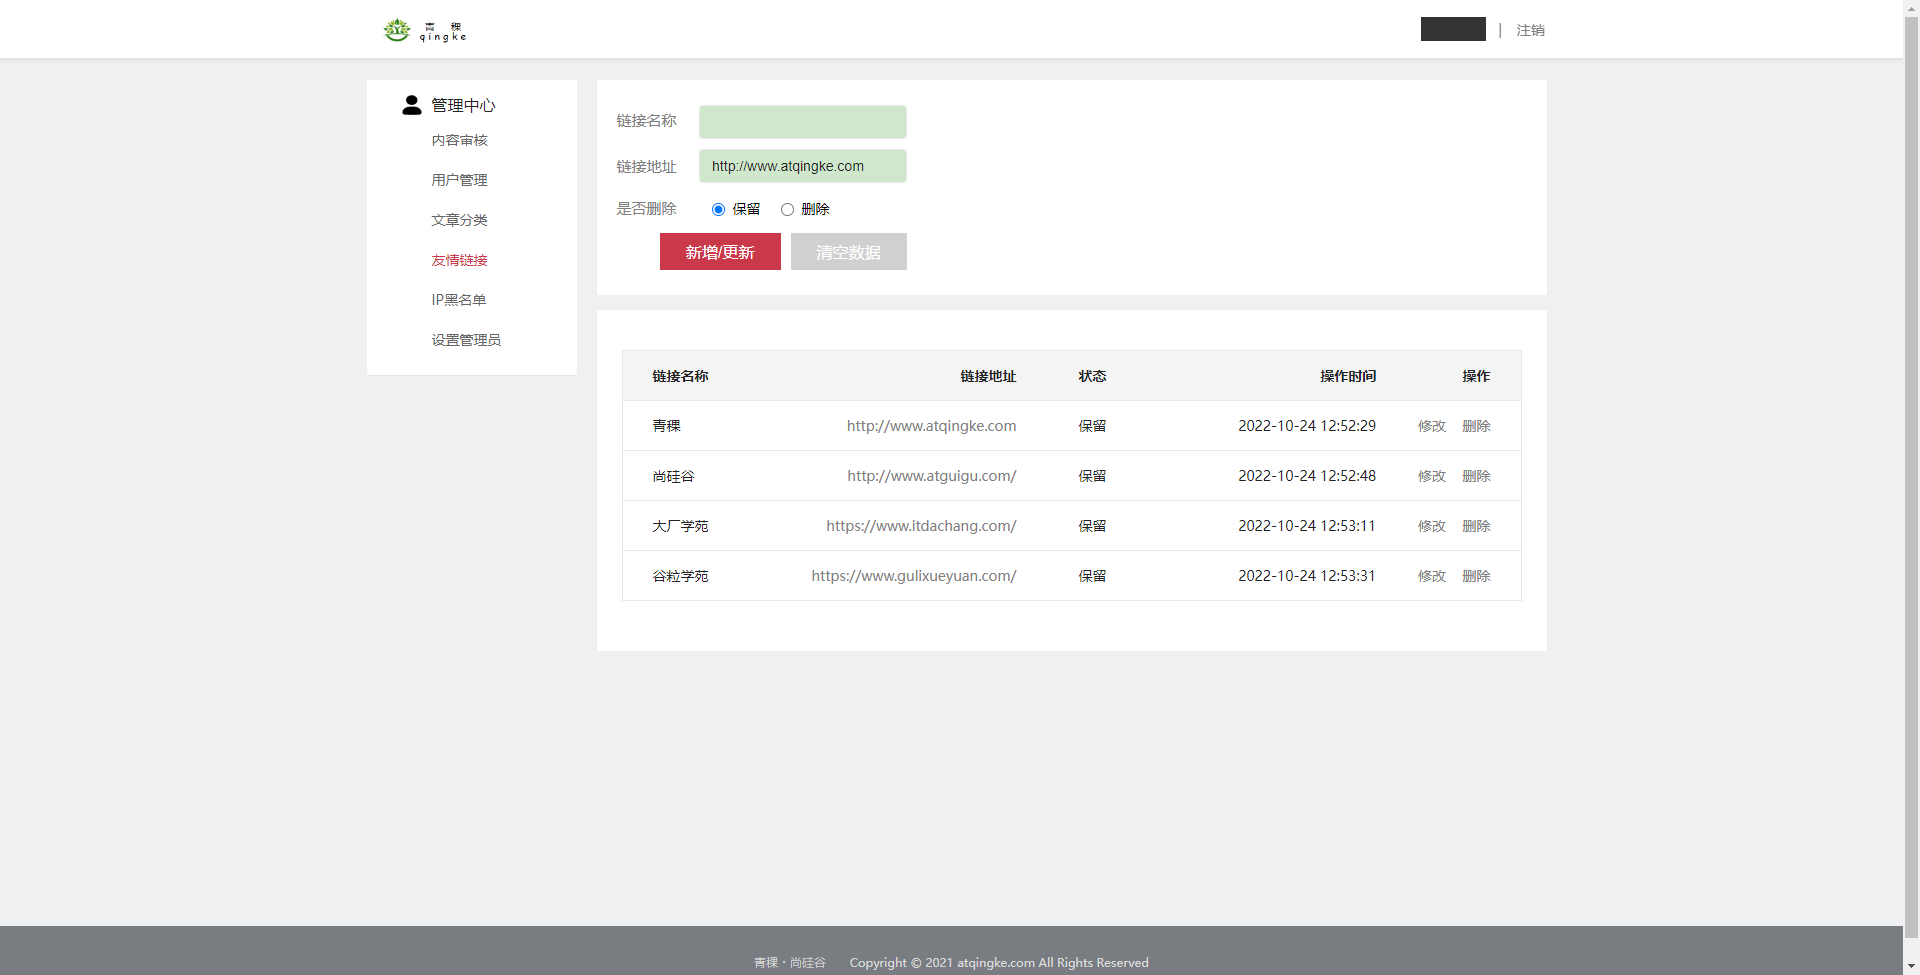 青 稞
qingke
| 注销
管理中心
内容审核
用户管理
文章分类
友情链接
IP黑名单
设置管理员
链接名称
链接地址 http://www.atqingke.com
是否删除 保留 删除
新增/更新 清空数据
链接名称 链接地址 状态 操作时间 操作
青稞 http://www.atqingke.com 保留 2022-10-24 12:52:29 修改 删除
尚硅谷 http://www.atguigu.com/ 保留 2022-10-24 12:52:48 修改 删除
大厂学苑 https://www.itdachang.com/ 保留 2022-10-24 12:53:11 修改 删除
谷粒学苑 https://www.gulixueyuan.com/ 保留 2022-10-24 12:53:31 修改 删除
青稞·尚硅谷 Copyright © 2021 atqingke.com All Rights Reserved